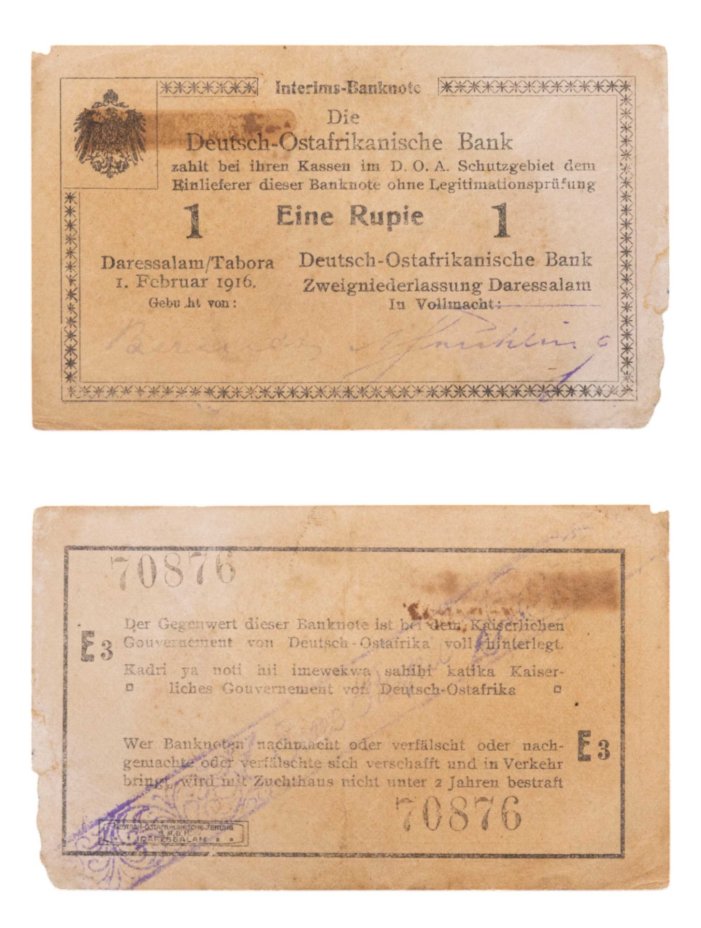 Interims-Banknote
Die
Deutsch-Ostafrikanische Bank
zahlt bei ihren Kassen im D. O. A. Schutzgebiet dem
Einlieferer dieser Banknote ohne Legitimationsprüfung
1 Eine Rupie 1
Daressalam/Tabora
1. Februar 1916.
Gebucht von:
Deutsch-Ostafrikanische Bank
Zweigniederlassung Daressalam
In Vollmacht:
70876
E3
Der Gegenwert dieser Banknote ist bei dem Kaiserlichen
Gouvernement von Deutsch-Ostafrika voll hinterlegt.
Kadri ya noti hii imewekwa sahihi katika Kaiser-
liches Gouvernement von Deutsch-Ostafrika
E3
Wer Banknoten nachmacht oder verfälscht oder nach-
gemachte oder verfälschte sich verschafft und in Verkehr
bringt, wird mit Zuchthaus nicht unter 2 Jahren bestraft
70876
DARESSALAM